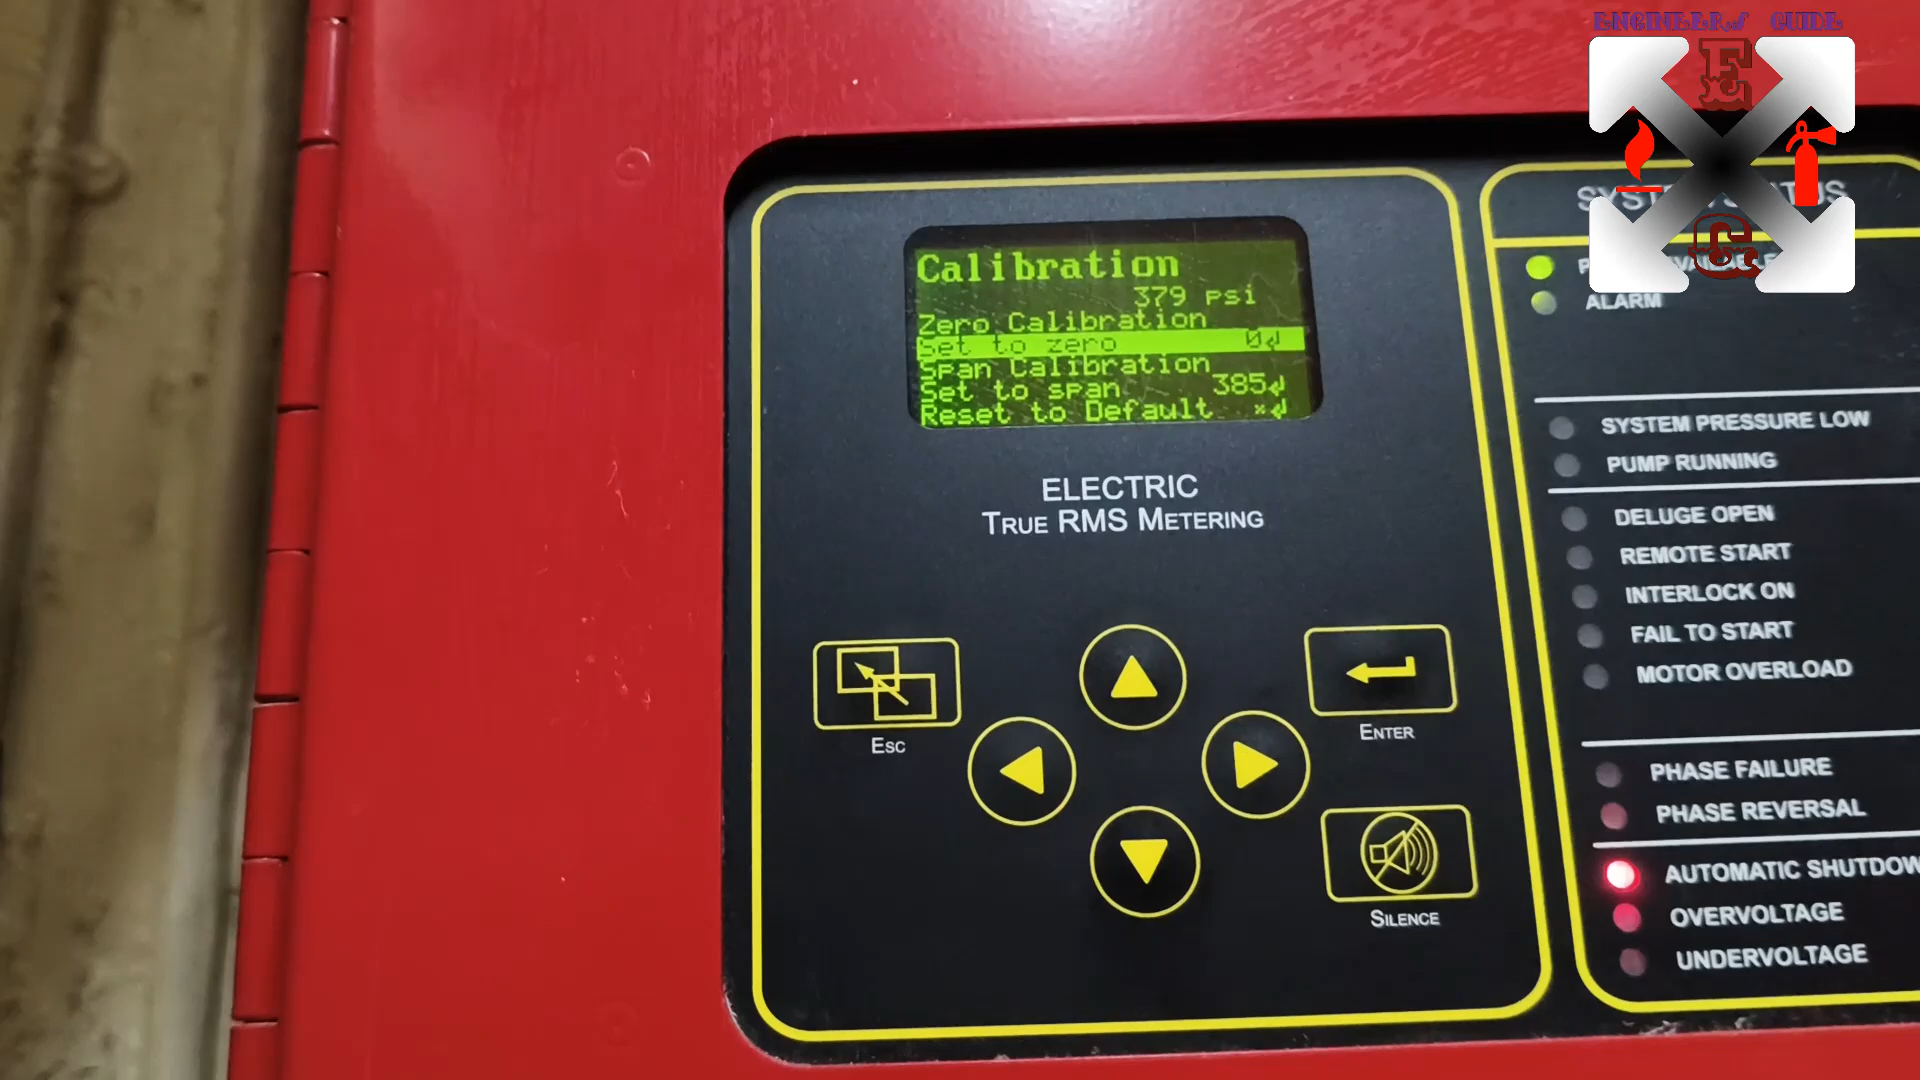 ENGINEERS GUIDE
E
G
Calibration
379 psi
Zero Calibration
Set to zero 0↵
Span Calibration
Set to span 385↵
Reset to Default ×↵
ELECTRIC
TRUE RMS METERING
ESC
ENTER
SILENCE
ALARM
SYSTEM PRESSURE LOW
PUMP RUNNING
DELUGE OPEN
REMOTE START
INTERLOCK ON
FAIL TO START
MOTOR OVERLOAD
PHASE FAILURE
PHASE REVERSAL
AUTOMATIC SHUTDOW
OVERVOLTAGE
UNDERVOLTAGE